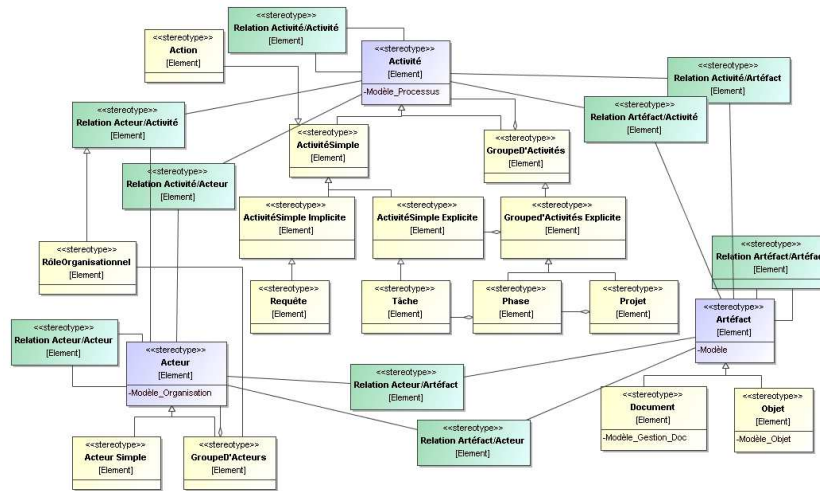 <<stereotype>>
Relation Activité/Activité
[Element]
<<stereotype>>
Action
[Element]
<<stereotype>>
Activité
[Element]
-Modèle_Processus
<<stereotype>>
Relation Activité/Artéfact
[Element]
<<stereotype>>
Relation Acteur/Activité
[Element]
<<stereotype>>
Relation Artéfact/Activité
[Element]
<<stereotype>>
ActivitéSimple
[Element]
<<stereotype>>
GroupeD'Activités
[Element]
<<stereotype>>
Relation Activité/Acteur
[Element]
<<stereotype>>
ActivitéSimple Implicite
[Element]
<<stereotype>>
ActivitéSimple Explicite
[Element]
<<stereotype>>
Grouped'Activités Explicite
[Element]
<<stereotype>>
RôleOrganisationnel
[Element]
<<stereotype>>
Relation Artéfact/Artéfact
[Element]
<<stereotype>>
Requête
[Element]
<<stereotype>>
Tâche
[Element]
<<stereotype>>
Phase
[Element]
<<stereotype>>
Projet
[Element]
<<stereotype>>
Artéfact
[Element]
-Modèle
<<stereotype>>
Relation Acteur/Acteur
[Element]
<<stereotype>>
Acteur
[Element]
-Modèle_Organisation
<<stereotype>>
Relation Acteur/Artéfact
[Element]
<<stereotype>>
Document
[Element]
-Modèle_Gestion_Doc
<<stereotype>>
Objet
[Element]
-Modèle_Objet
<<stereotype>>
Relation Artéfact/Acteur
[Element]
<<stereotype>>
Acteur Simple
[Element]
<<stereotype>>
GroupeD'Acteurs
[Element]